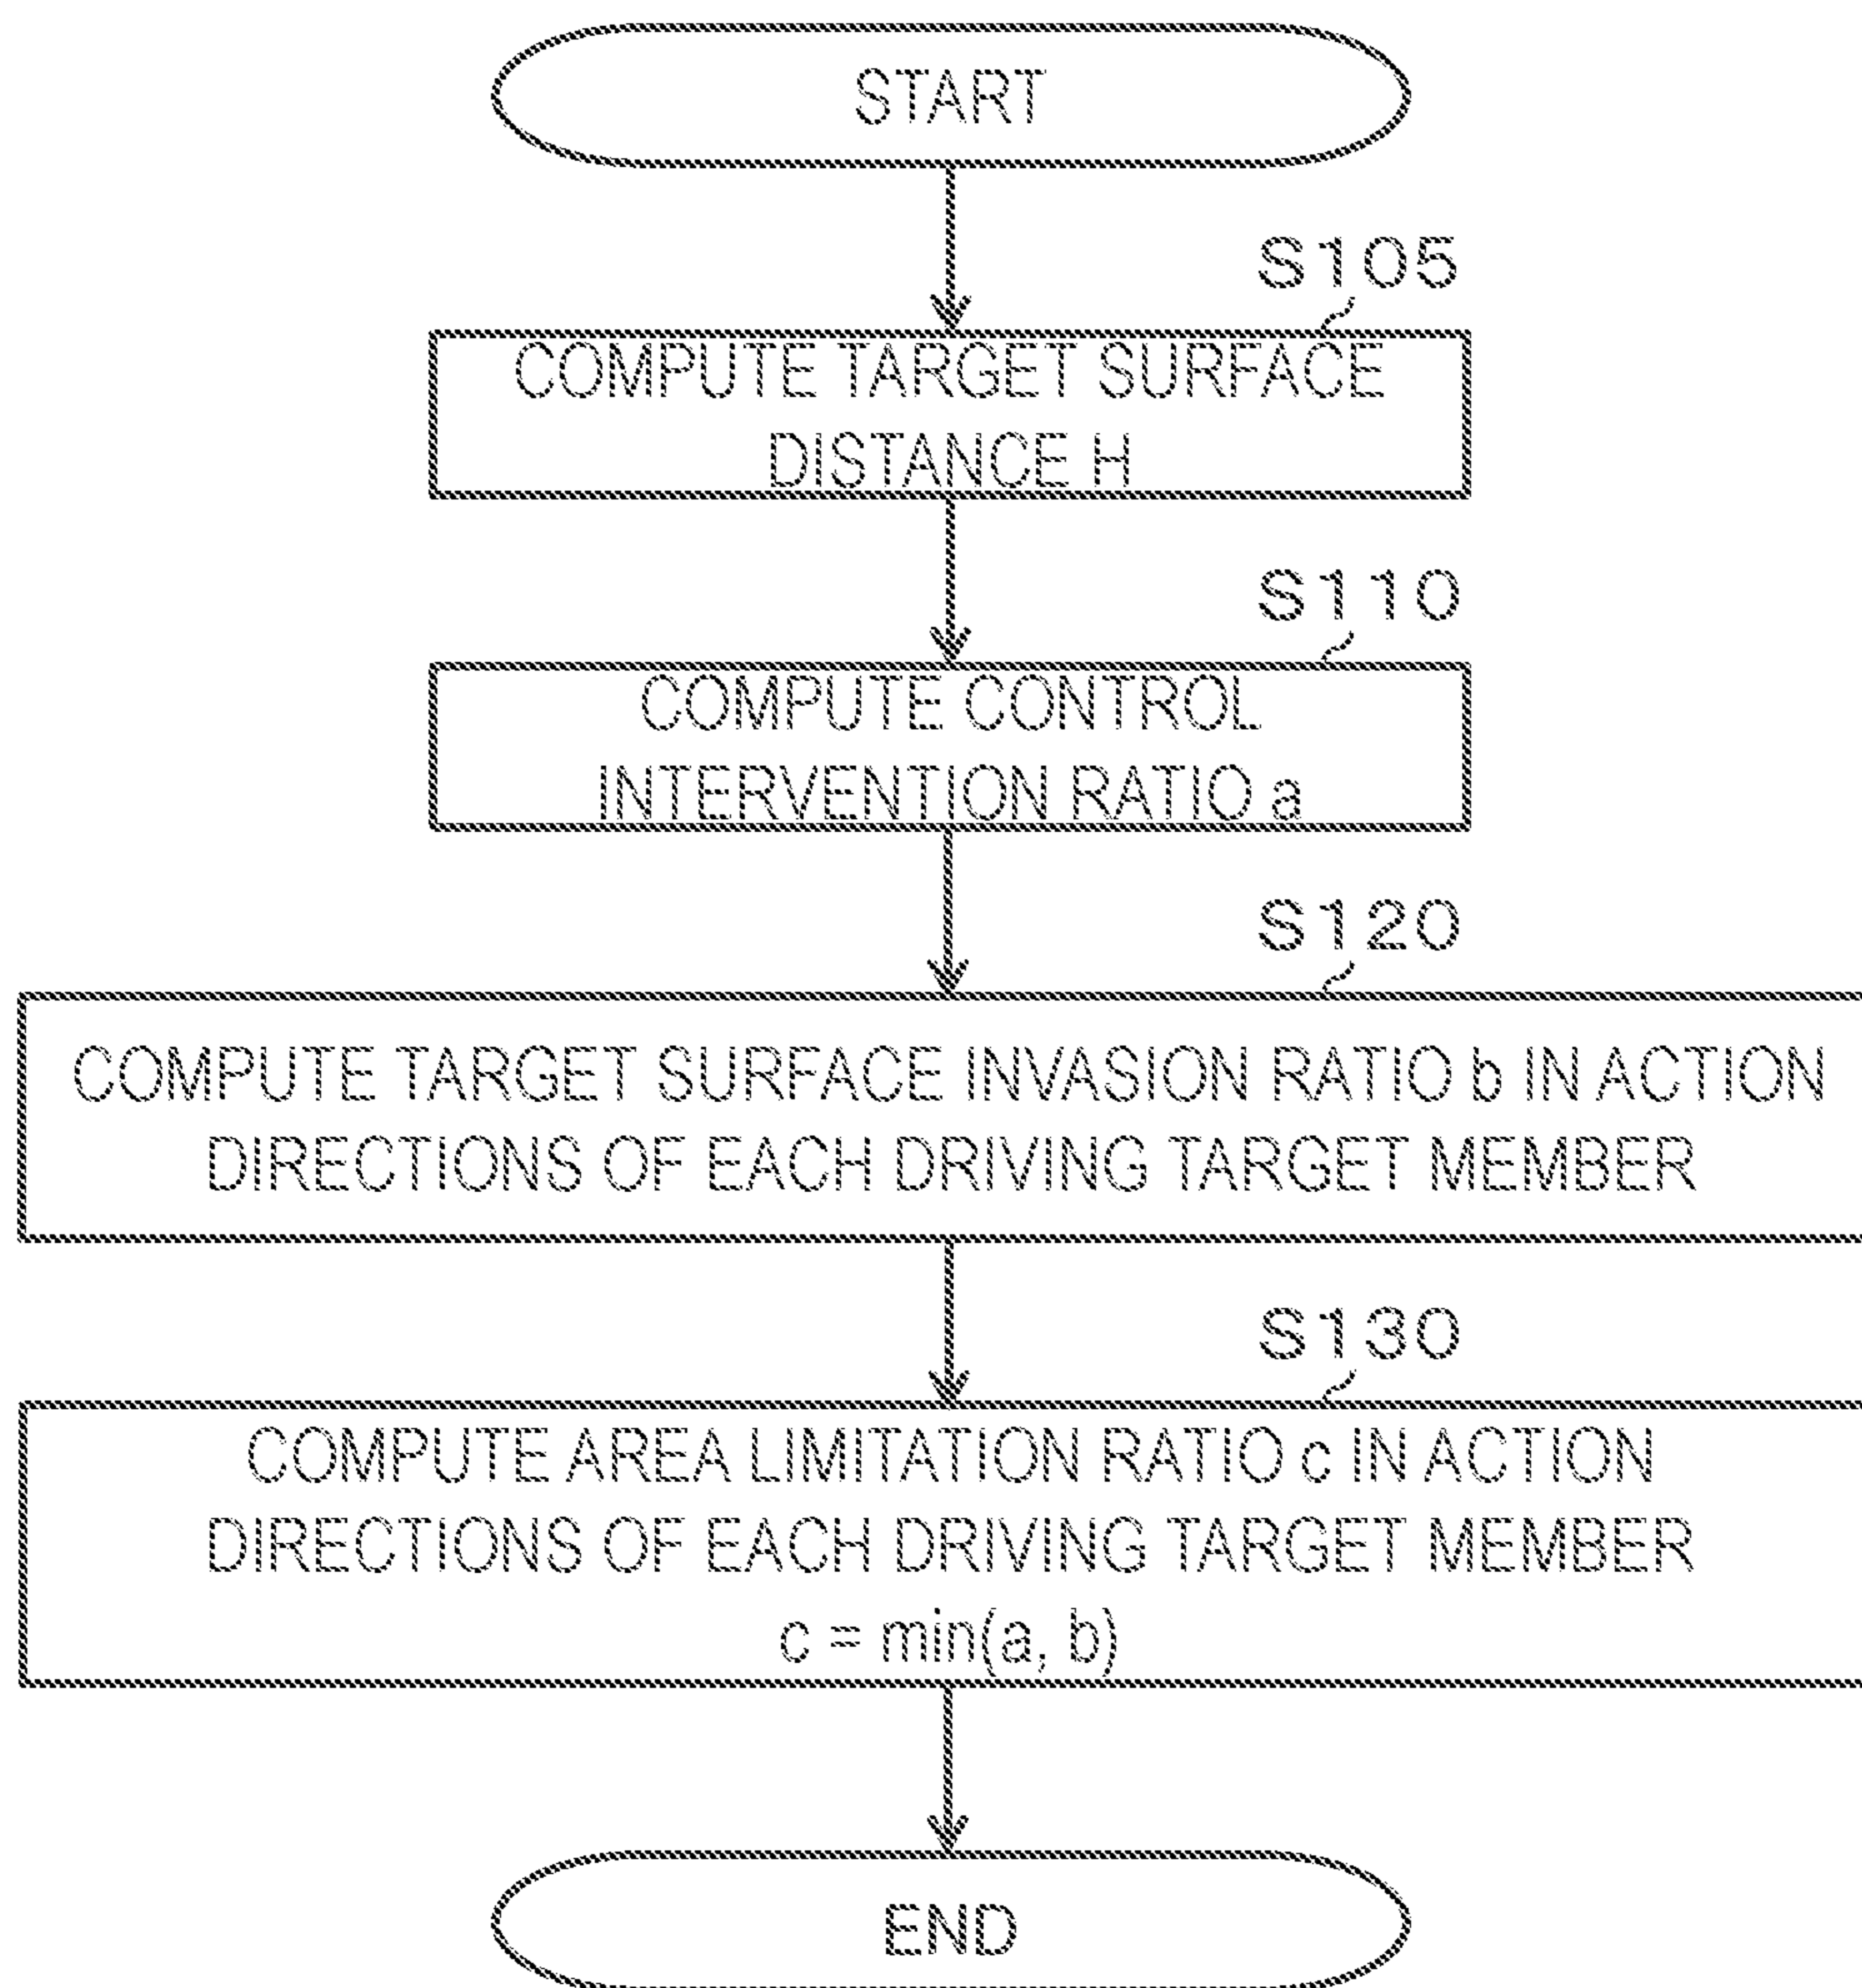 START
S105
COMPUTE TARGET SURFACE
DISTANCE H
S110
COMPUTE CONTROL
INTERVENTION RATIO a
S120
COMPUTE TARGET SURFACE INVASION RATIO b IN ACTION
DIRECTIONS OF EACH DRIVING TARGET MEMBER
S130
COMPUTE AREA LIMITATION RATIO c IN ACTION
DIRECTIONS OF EACH DRIVING TARGET MEMBER
c = min(a, b)
END